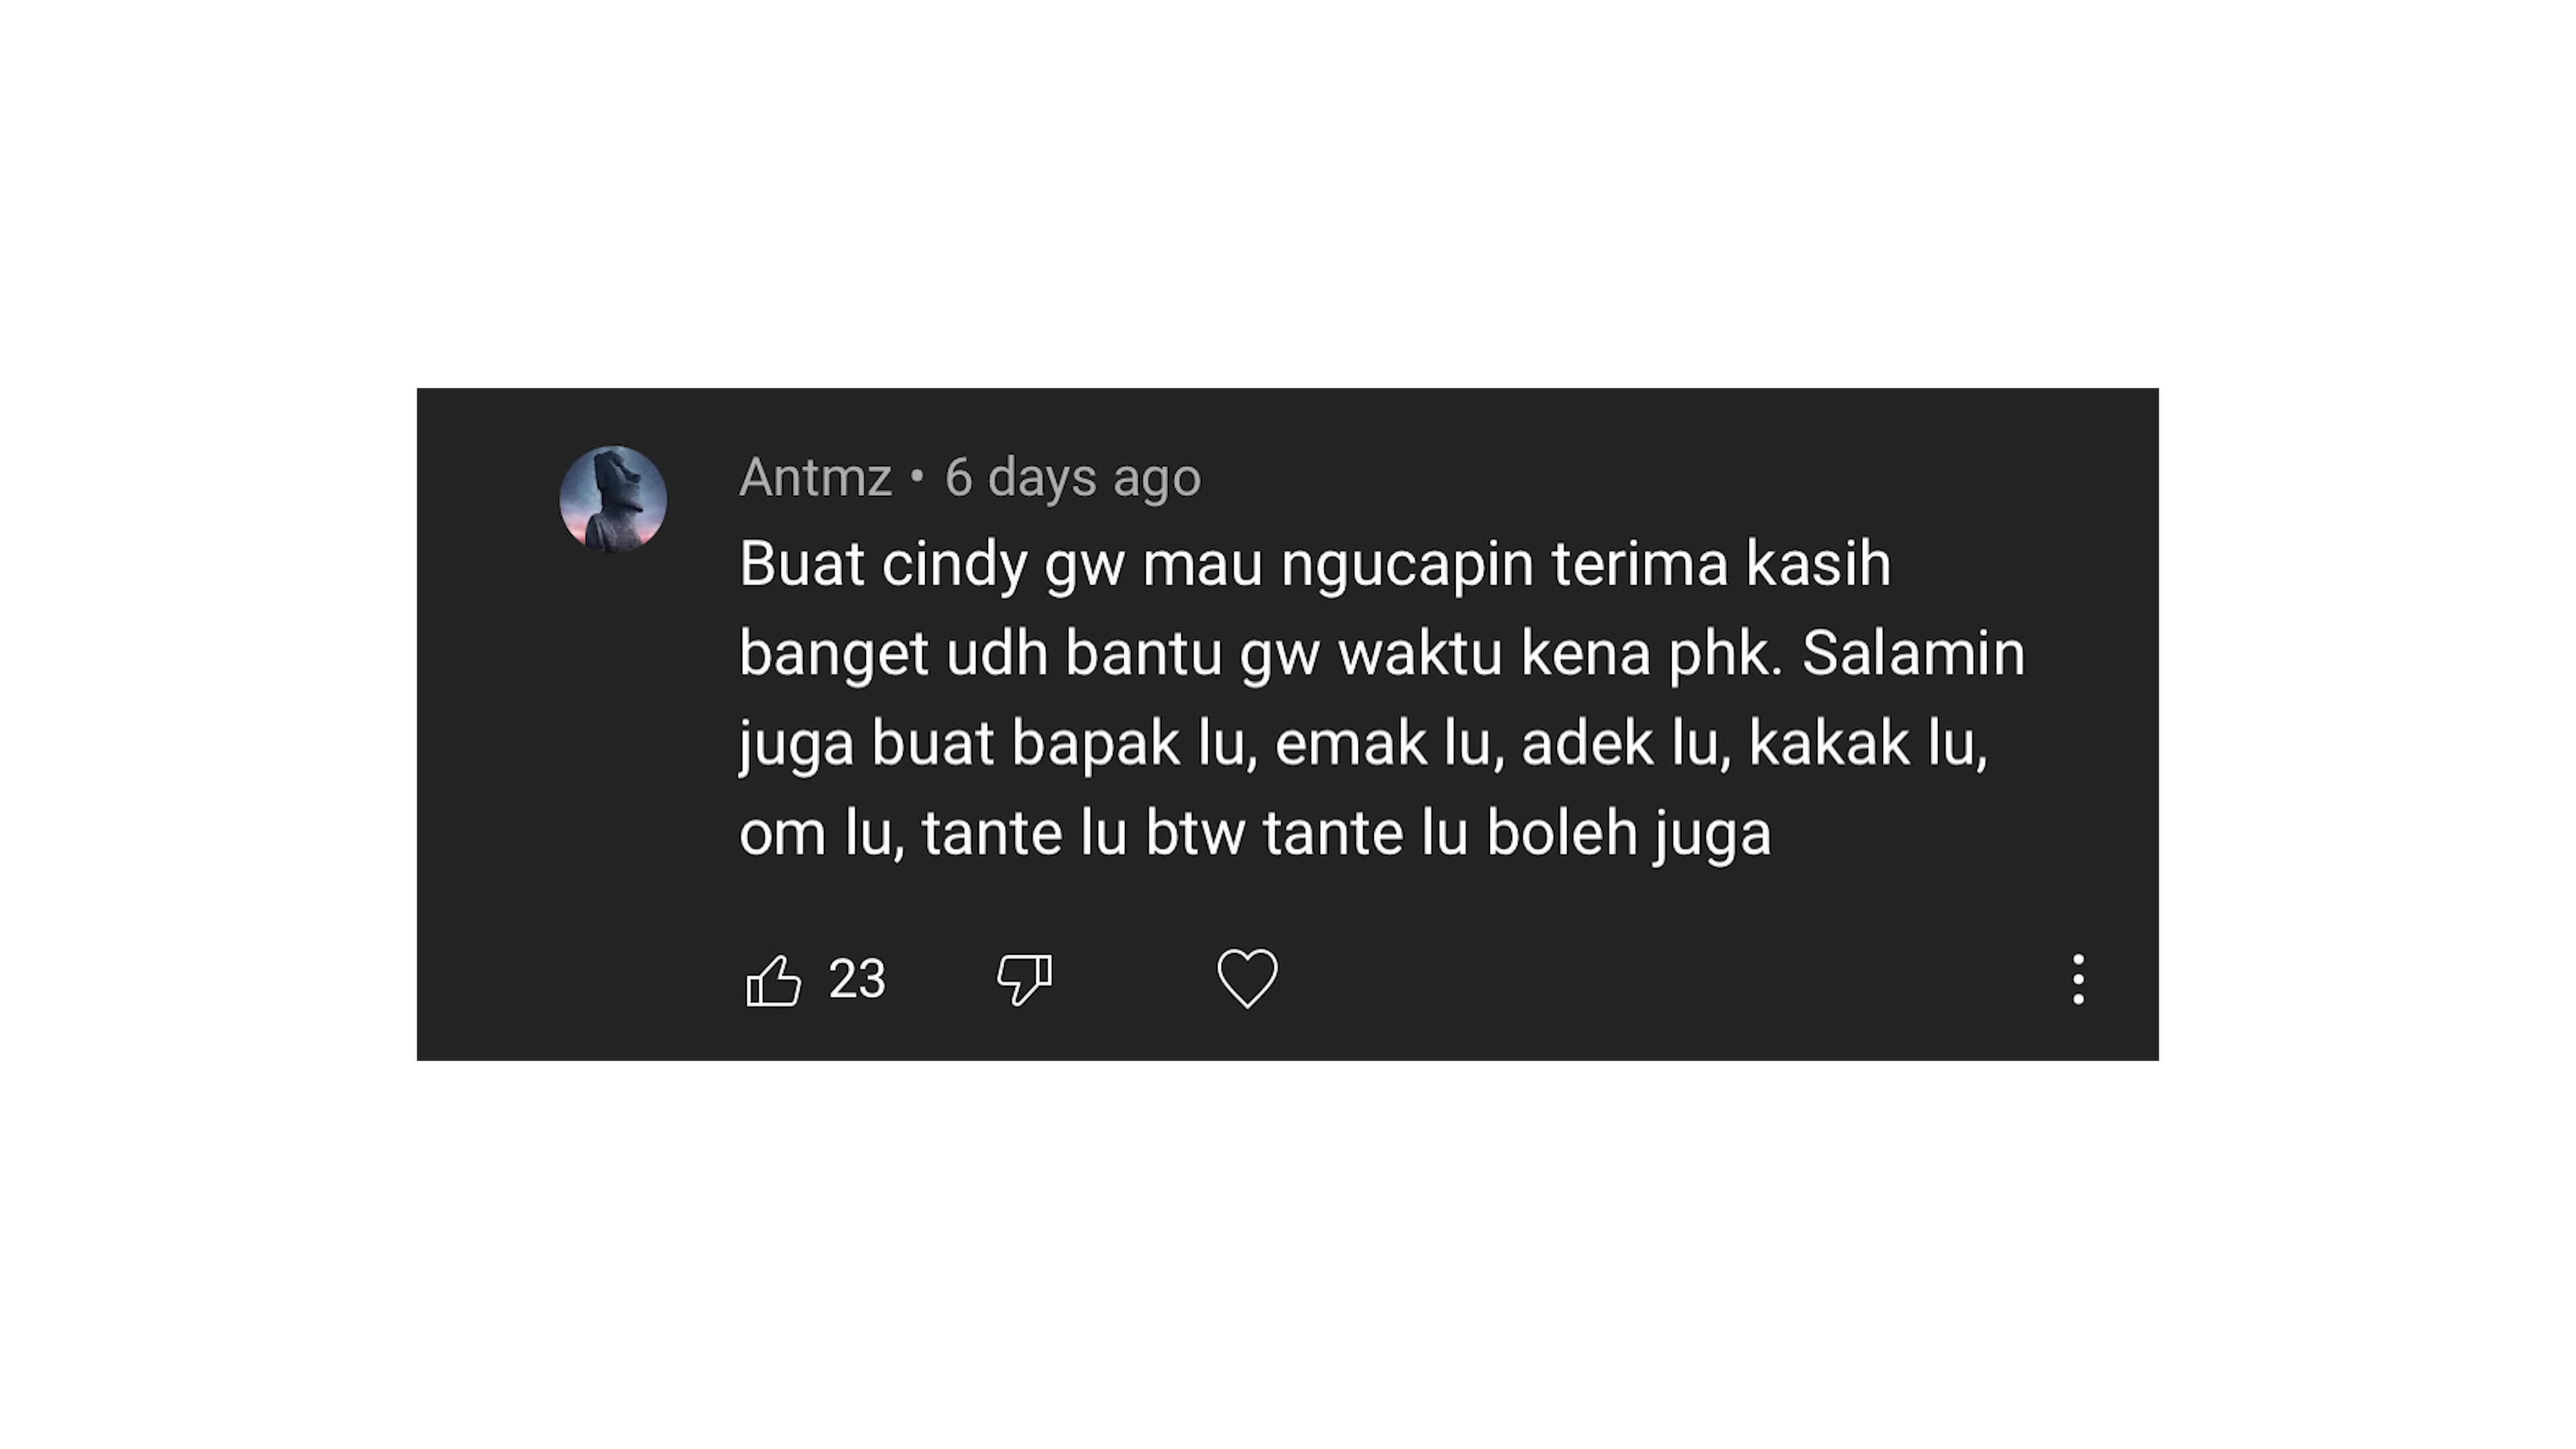 Antmz • 6 days ago
Buat cindy gw mau ngucapin terima kasih
banget udh bantu gw waktu kena phk. Salamin
juga buat bapak lu, emak lu, adek lu, kakak lu,
om lu, tante lu btw tante lu boleh juga
23